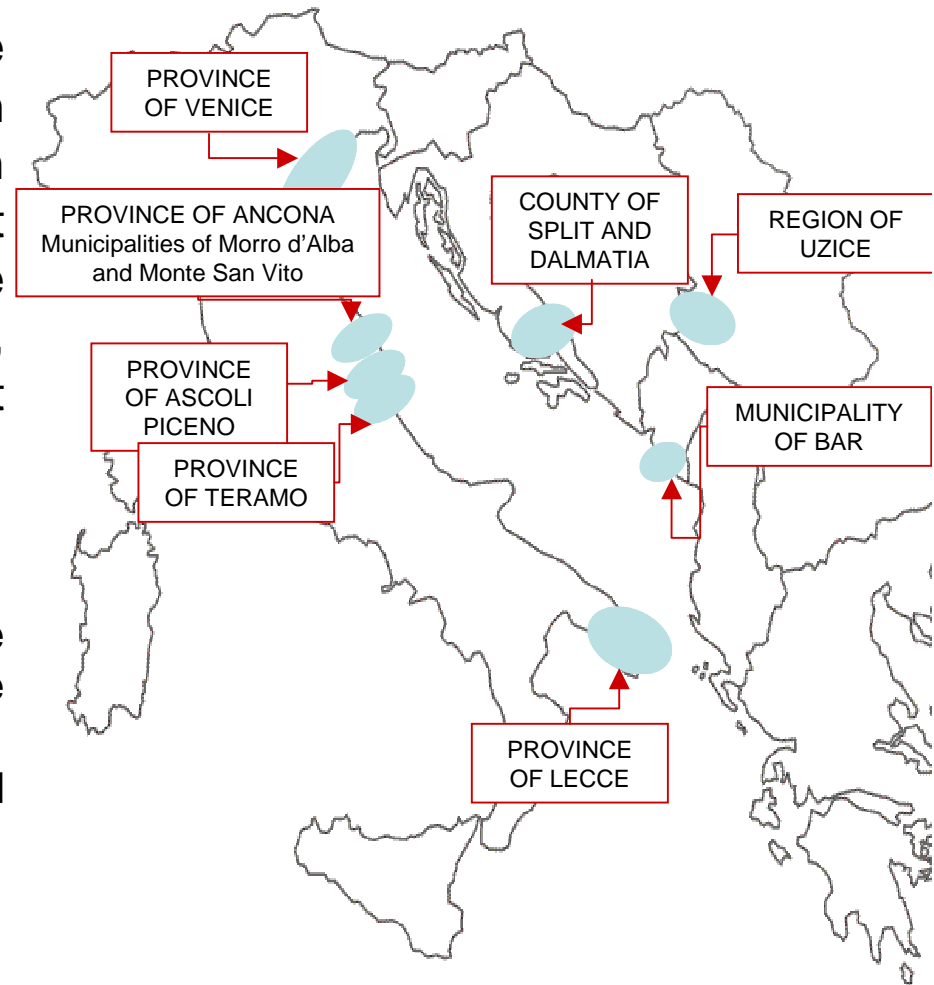 PROVINCE
OF VENICE
PROVINCE OF ANCONA
Municipalities of Morro d'Alba
and Monte San Vito
COUNTY OF
SPLIT AND
DALMATIA
REGION OF
UZICE
PROVINCE
OF ASCOLI
PICENO
MUNICIPALITY
OF BAR
PROVINCE
OF TERAMO
PROVINCE
OF LECCE